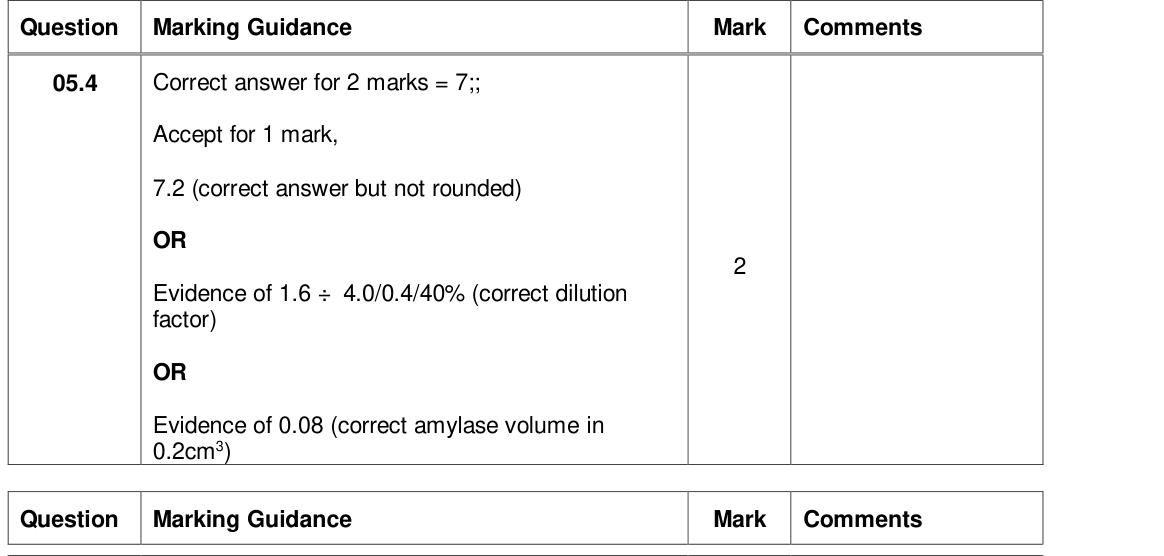 Question Marking Guidance Mark Comments
05.4 Correct answer for 2 marks = 7;;
Accept for 1 mark,
7.2 (correct answer but not rounded)
OR
2
Evidence of 1.6 ÷ 4.0/0.4/40% (correct dilution
factor)
OR
Evidence of 0.08 (correct amylase volume in
0.2cm³)
Question Marking Guidance Mark Comments